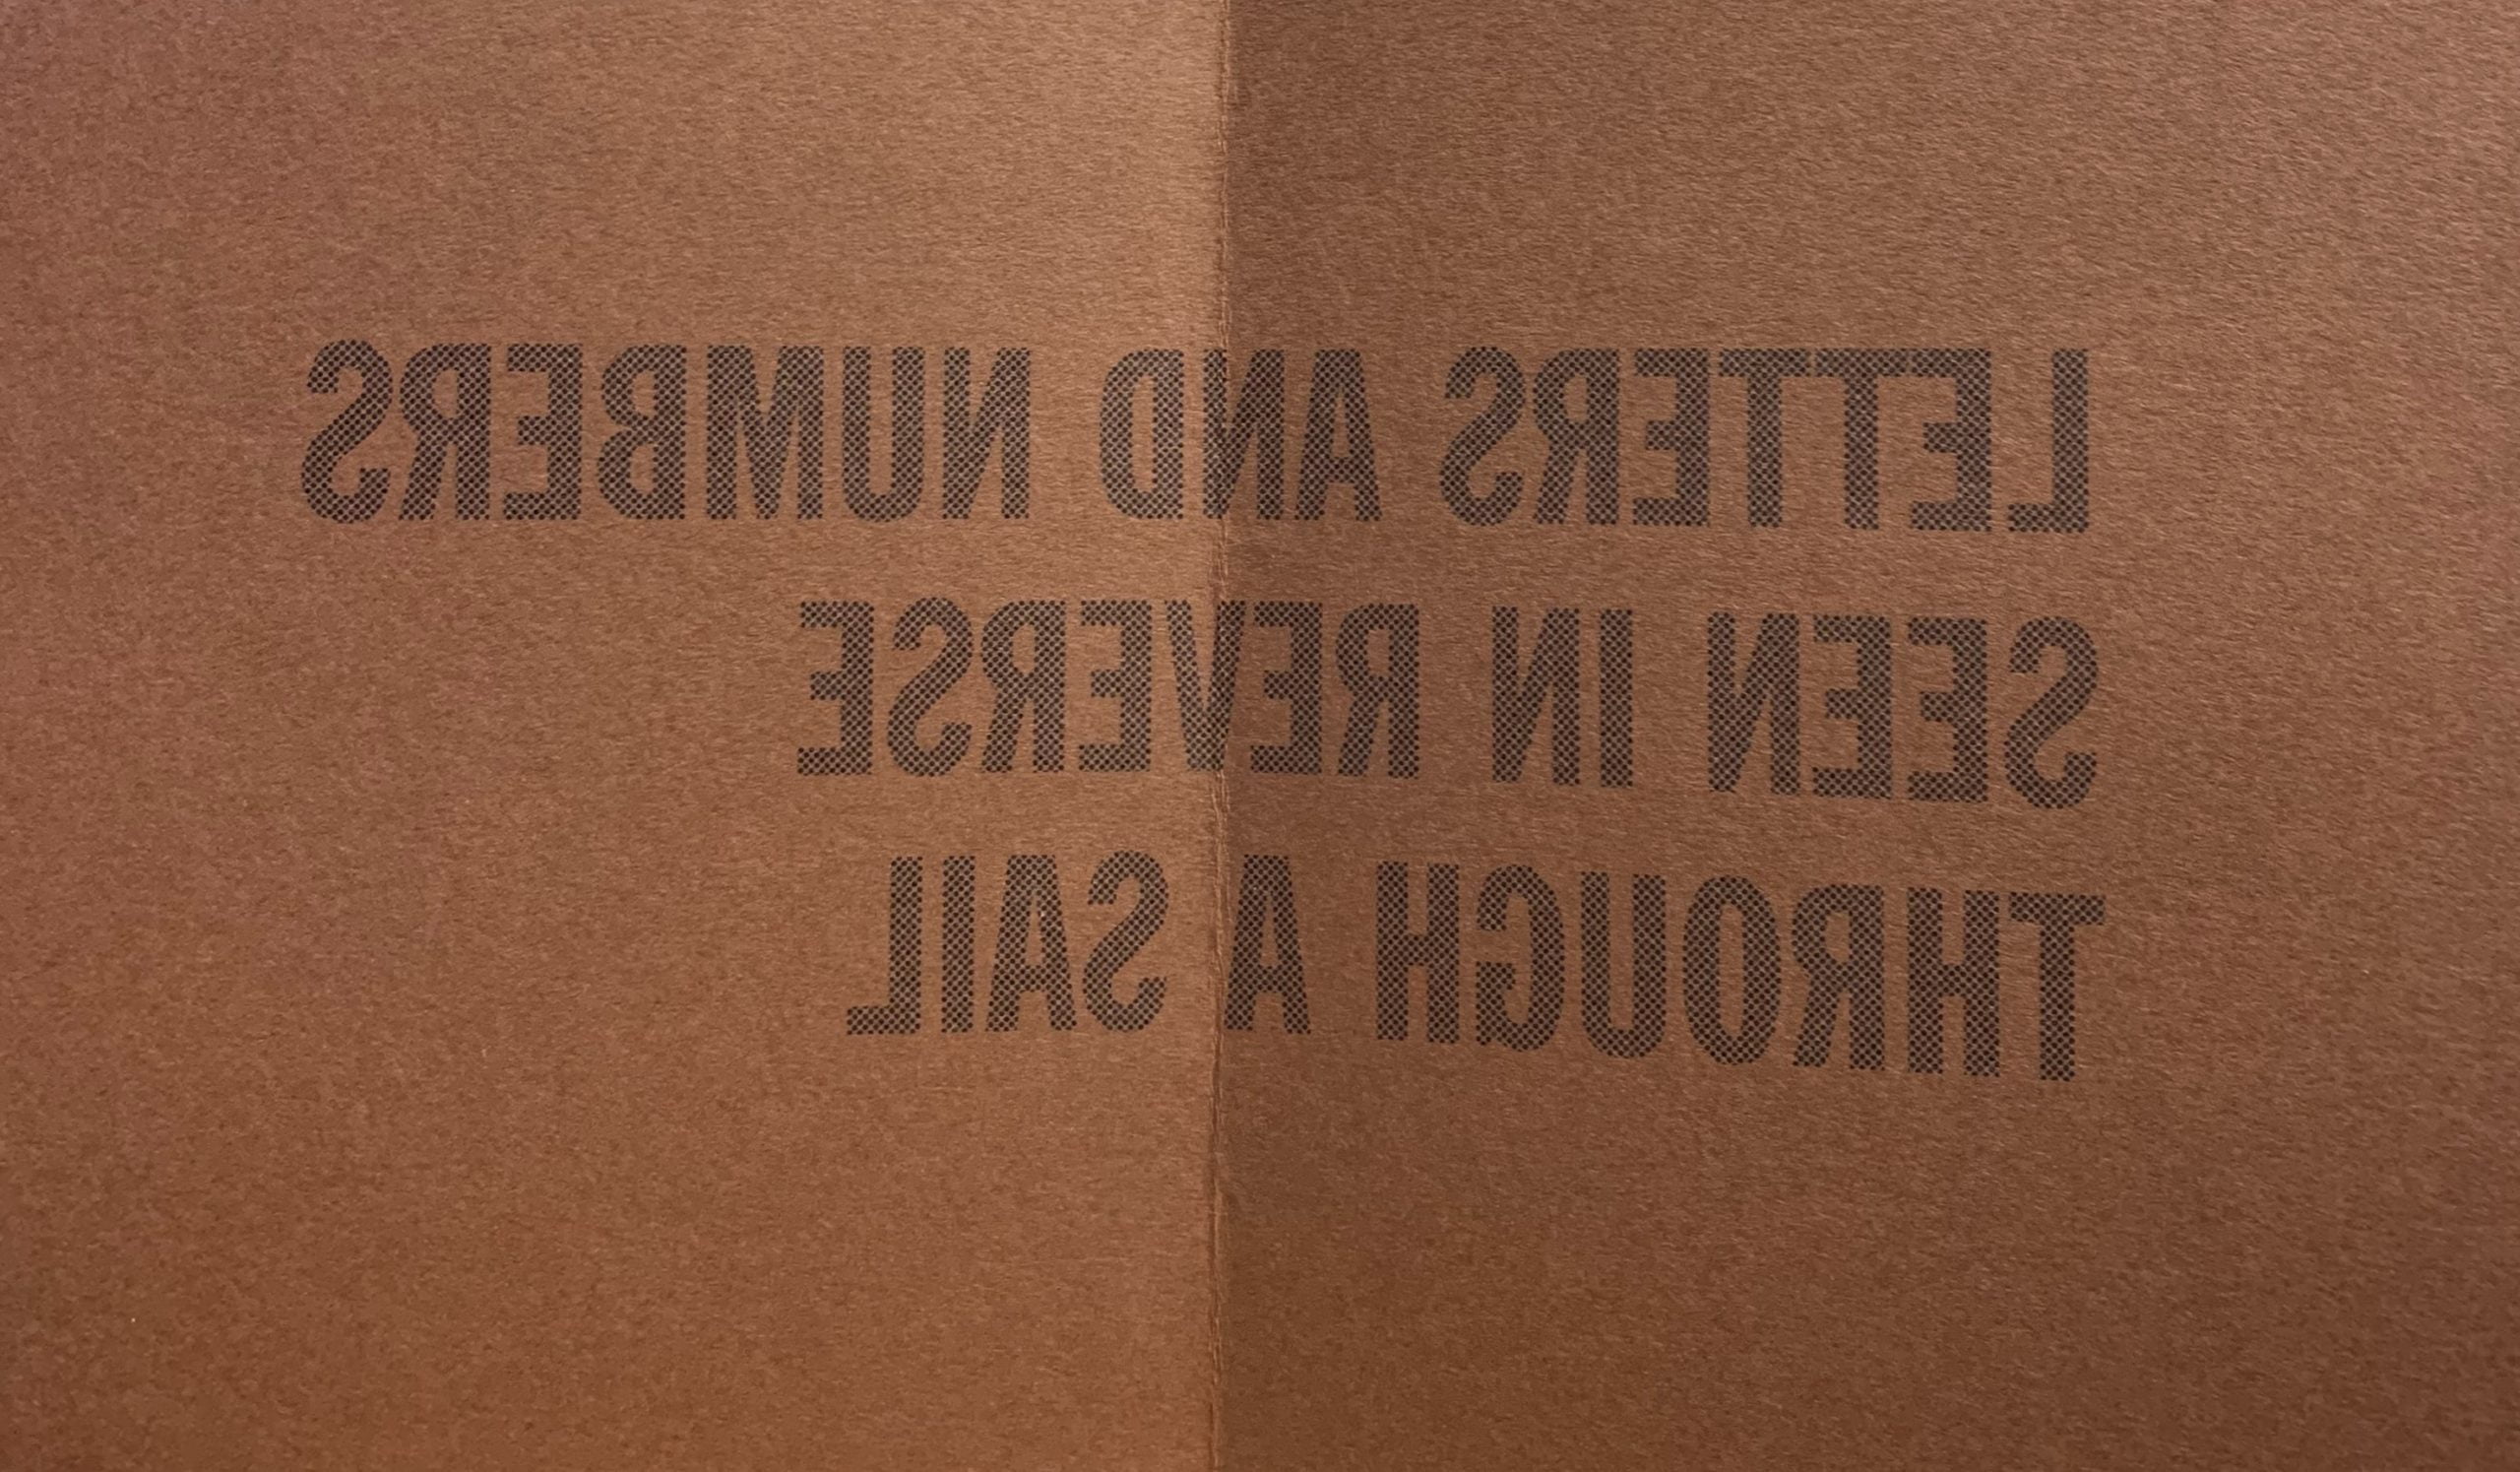 LETTERS AND NUMBERS
SEEN IN REVERSE
THROUGH A SAIL